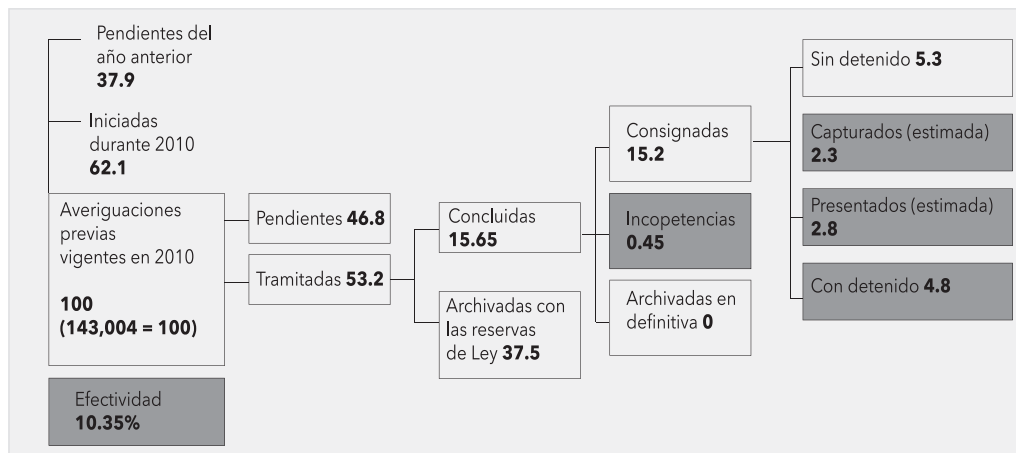 Pendientes del
año anterior
37.9
Iniciadas
durante 2010
62.1
Averiguaciones
previas
vigentes en 2010
100
(143,004 = 100)
Efectividad
10.35%
Pendientes 46.8
Tramitadas 53.2
Concluidas
15.65
Archivadas con
las reservas
de Ley 37.5
Consignadas
15.2
Incopetencias
0.45
Archivadas en
definitiva 0
Sin detenido 5.3
Capturados (estimada)
2.3
Presentados (estimada)
2.8
Con detenido 4.8